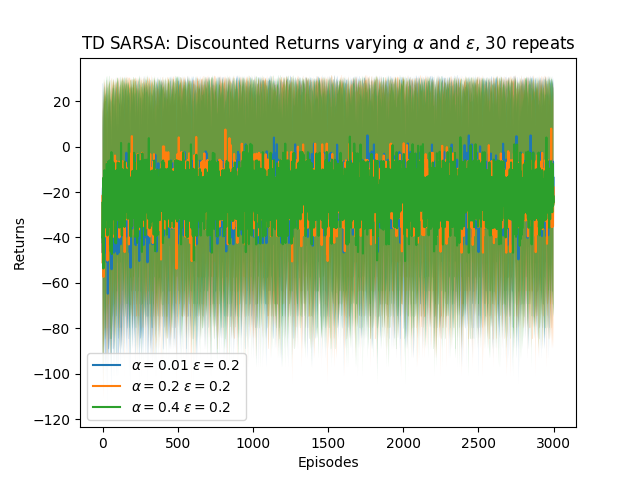 TD SARSA: Discounted Returns varying α and ε, 30 repeats
20
0
−20
−40
−60
−80
−100
−120
Returns
α = 0.01 ε = 0.2
α = 0.2 ε = 0.2
α = 0.4 ε = 0.2
0 500 1000 1500 2000 2500 3000
Episodes